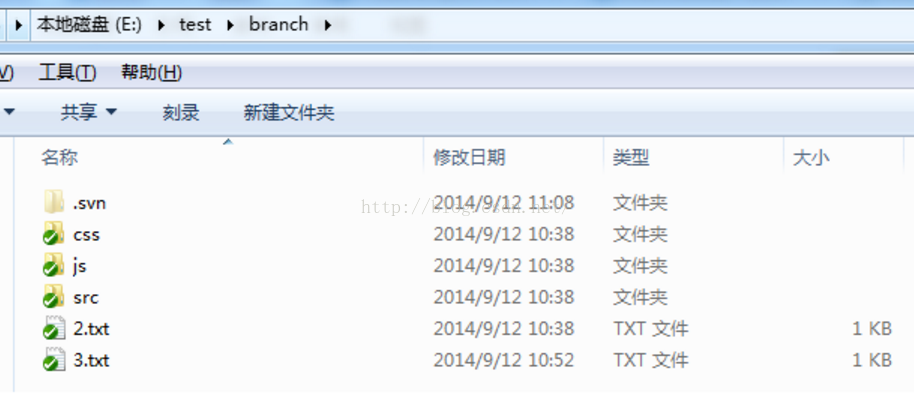 本地磁盘 (E:) test branch
V) 工具(T) 帮助(H)
共享 刻录 新建文件夹
名称 修改日期 类型 大小
.svn 2014/9/12 11:08 文件夹
css 2014/9/12 10:38 文件夹
js 2014/9/12 10:38 文件夹
src 2014/9/12 10:38 文件夹
2.txt 2014/9/12 10:38 TXT 文件 1 KB
3.txt 2014/9/12 10:52 TXT 文件 1 KB
http://blog.csdn.net/